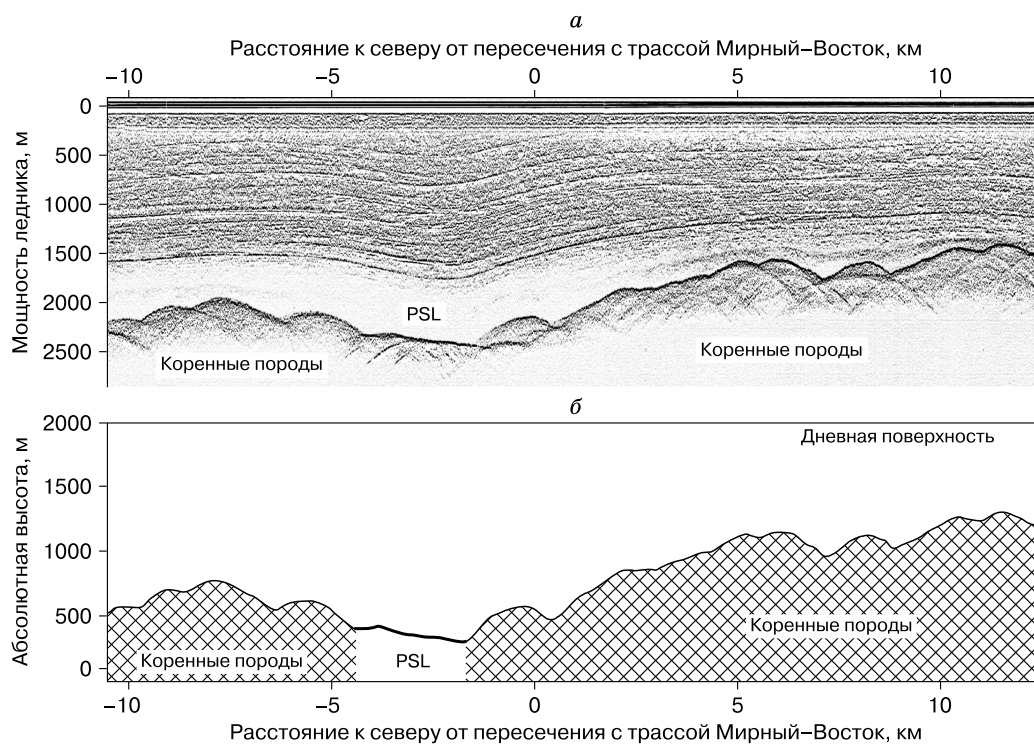 а
Расстояние к северу от пересечения с трассой Мирный–Восток, км
−10 −5 0 5 10
Мощность ледника, м
0
500
1000
1500
2000
2500
PSL
Коренные породы
Коренные породы
б
Абсолютная высота, м
2000
1500
1000
500
0
Дневная поверхность
Коренные породы
Коренные породы
PSL
−10 −5 0 5 10
Расстояние к северу от пересечения с трассой Мирный–Восток, км